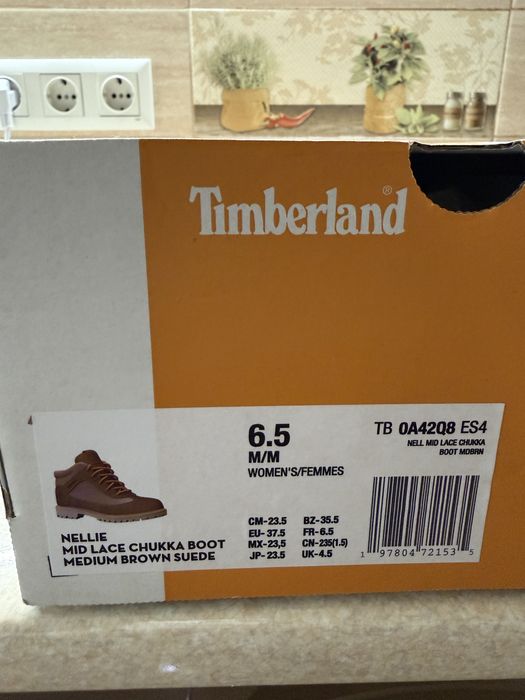 Timberland®
6.5
M/M
WOMEN'S/FEMMES
TB 0A42Q8 ES4
NELL MID LACE CHUKKA
BOOT MDBRN
NELLIE
MID LACE CHUKKA BOOT
MEDIUM BROWN SUEDE
CM-23.5 BZ-35.5
EU-37.5 FR-6.5
MX-23,5 CN-235(1.5)
JP-23.5 UK-4.5
1 97804 72153 5